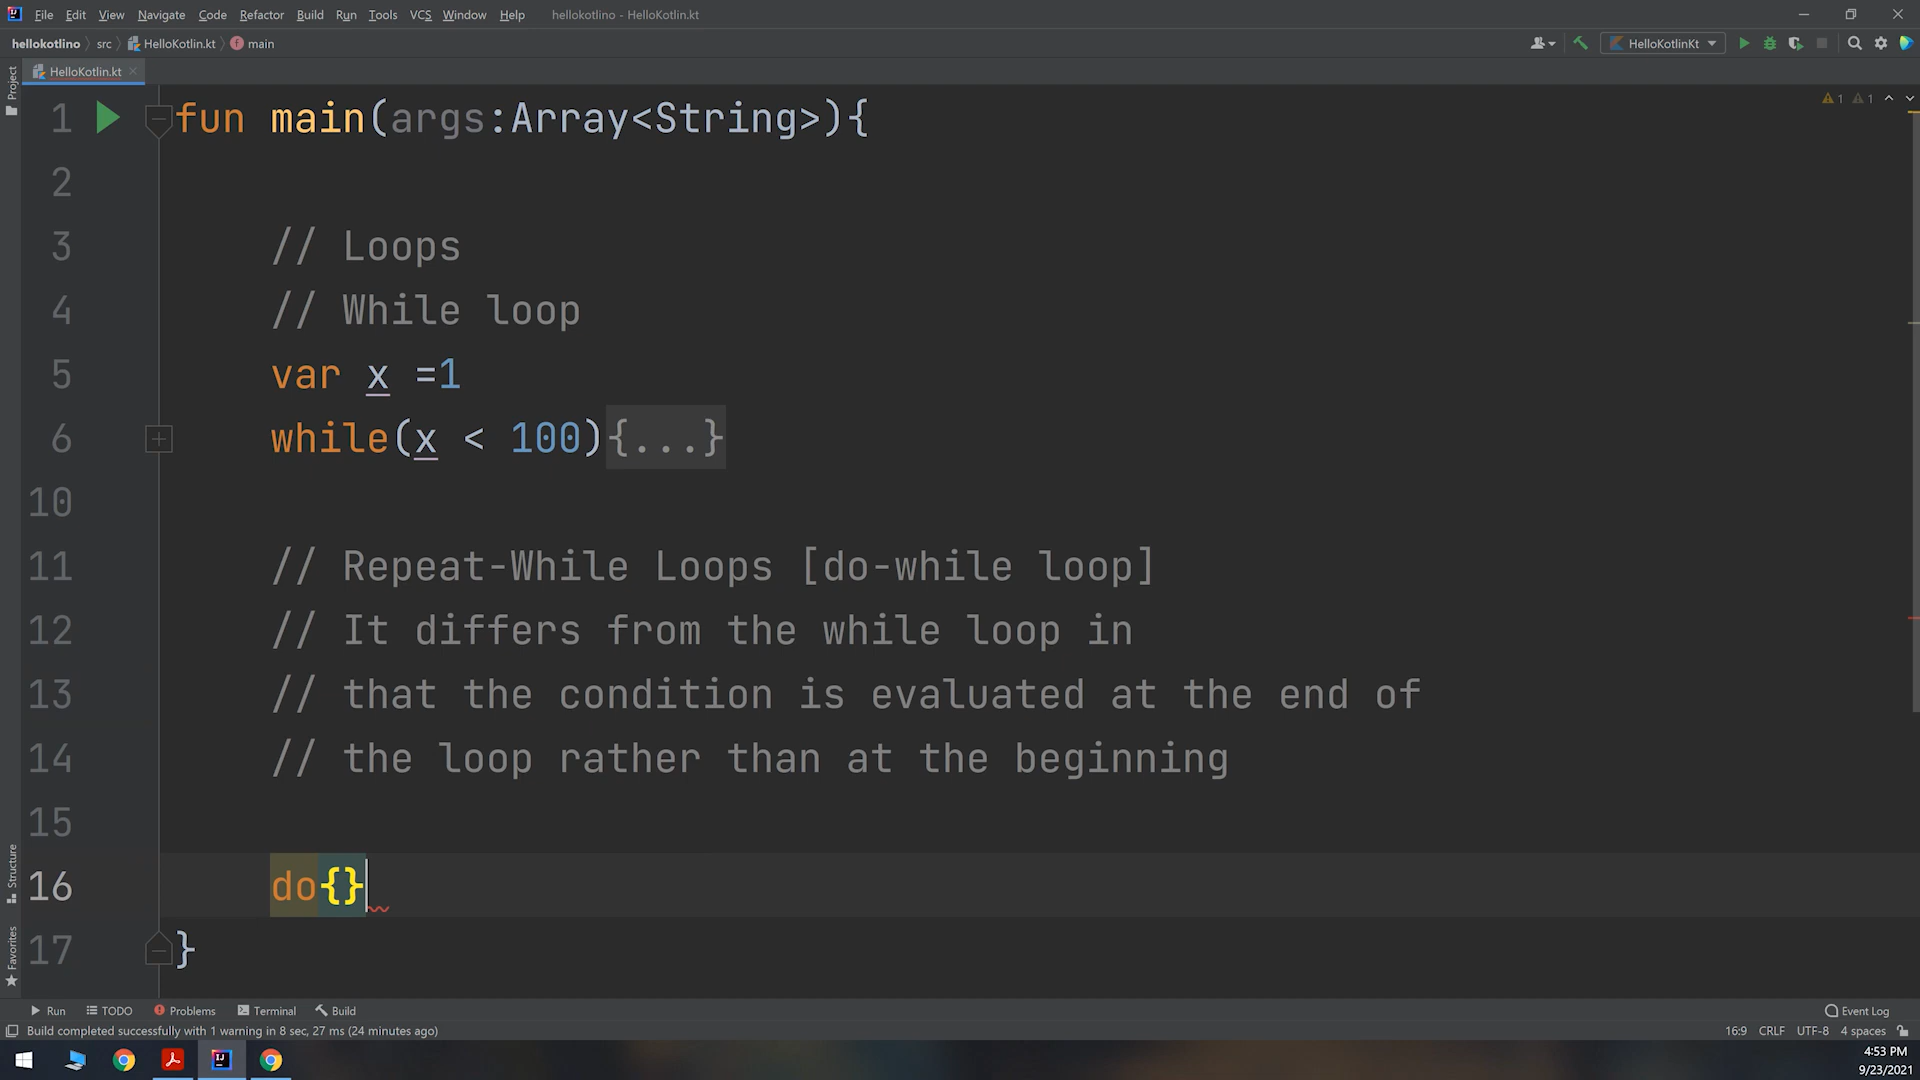 File Edit View Navigate Code Refactor Build Run Tools VCS Window Help hellokotlino - HelloKotlin.kt
hellokotlino src HelloKotlin.kt main HelloKotlinKt
HelloKotlin.kt
Project
1 fun main(args:Array<String>){
1 1
2
3 // Loops
4 // While loop
5 var x =1
6 while(x < 100){...}
10
11 // Repeat-While Loops [do-while loop]
12 // It differs from the while loop in
13 // that the condition is evaluated at the end of
14 // the loop rather than at the beginning
15
16 do{}
17 }
Structure
Favorites
Run TODO Problems Terminal Build Event Log
Build completed successfully with 1 warning in 8 sec, 27 ms (24 minutes ago) 16:9 CRLF UTF-8 4 spaces
4:53 PM
9/23/2021